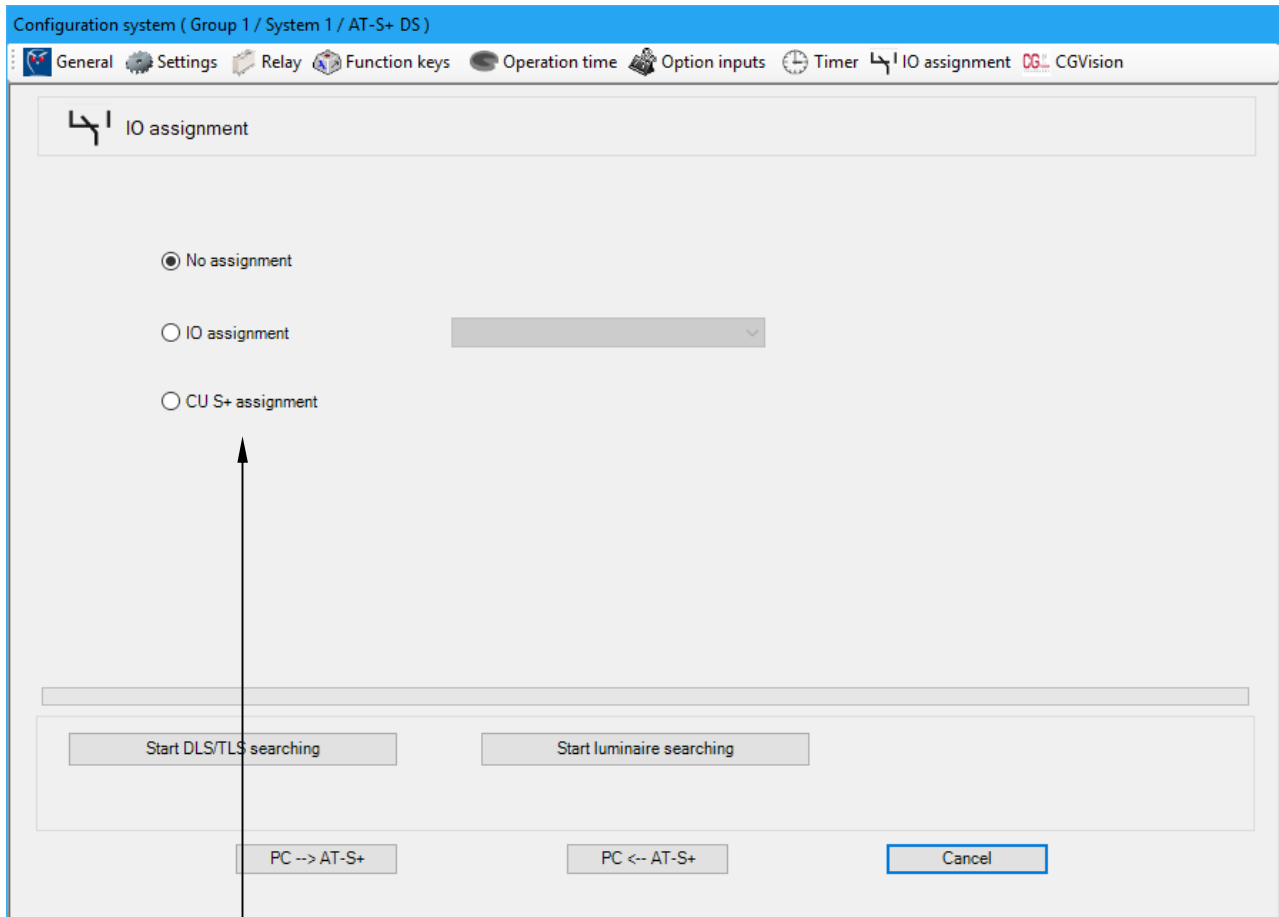 Configuration system ( Group 1 / System 1 / AT-S+ DS )
General Settings Relay Function keys Operation time Option inputs Timer IO assignment CG CGVision
IO assignment
No assignment
IO assignment
CU S+ assignment
Start DLS/TLS searching Start luminaire searching
PC --> AT-S+ PC <-- AT-S+ Cancel